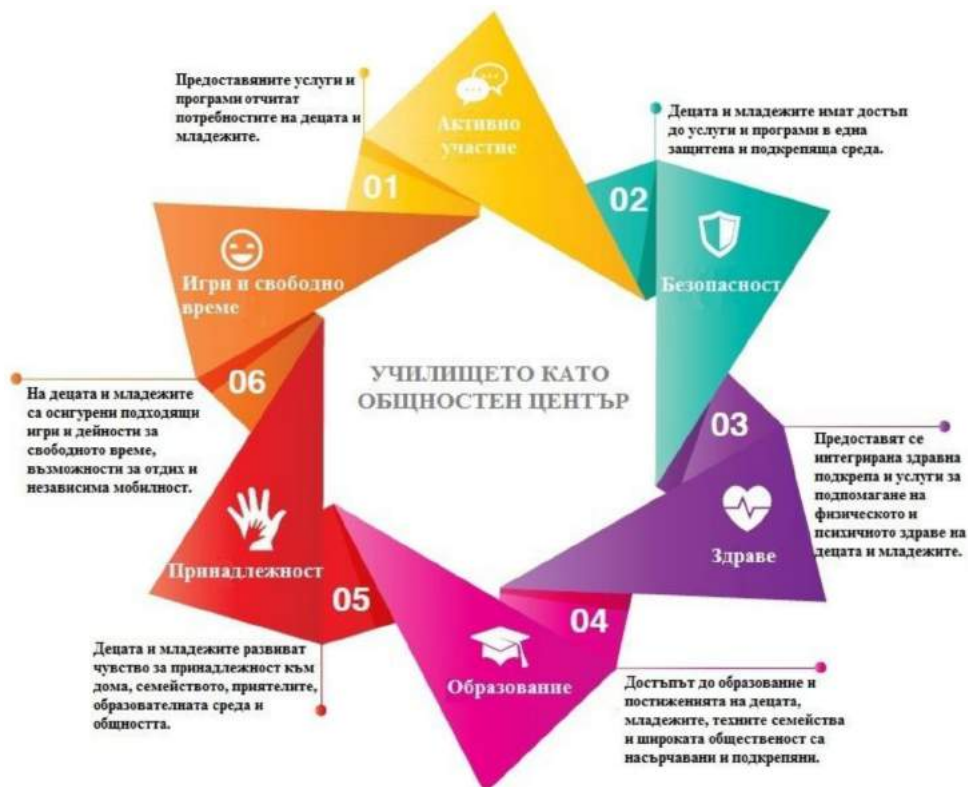 Предоставяните услуги и
програми отчитат
потребностите на децата и
младежите.
01
Активно
участие
Децата и младежите имат достъп
до услуги и програми в една
защитена и подкрепяща среда.
02
Безопасност
УЧИЛИЩЕТО КАТО
ОБЩНОСТЕН ЦЕНТЪР
03
Здраве
Предоставят се
интегрирана здравна
подкрепа и услуги за
подпомагане на
физическото и
психичното здраве на
децата и младежите.
04
Образование
Достъпът до образование и
постиженията на децата,
младежите, техните семейства
и широката общественост са
насърчавани и подкрепяни.
05
Принадлежност
Децата и младежите развиват
чувство за принадлежност към
дома, семейството, приятелите,
образователната среда и
общността.
06
Игри и свободно
време
На децата и младежите
са осигурени подходящи
игри и дейности за
свободното време,
възможности за отдих и
независима мобилност.